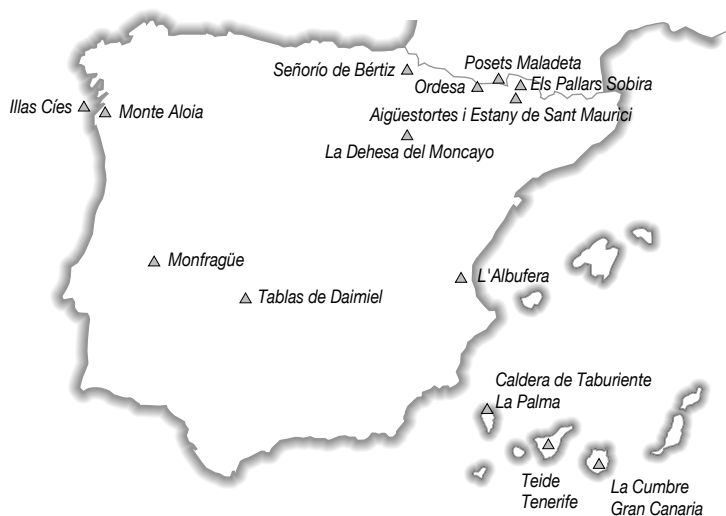 Posets Maladeta
Señorío de Bértiz
Ordesa
Els Pallars Sobira
Illas Cíes
Monte Aloia
Aigüestortes i Estany de Sant Maurici
La Dehesa del Moncayo
Monfragüe
L'Albufera
Tablas de Daimiel
Caldera de Taburiente
La Palma
Teide
Tenerife
La Cumbre
Gran Canaria